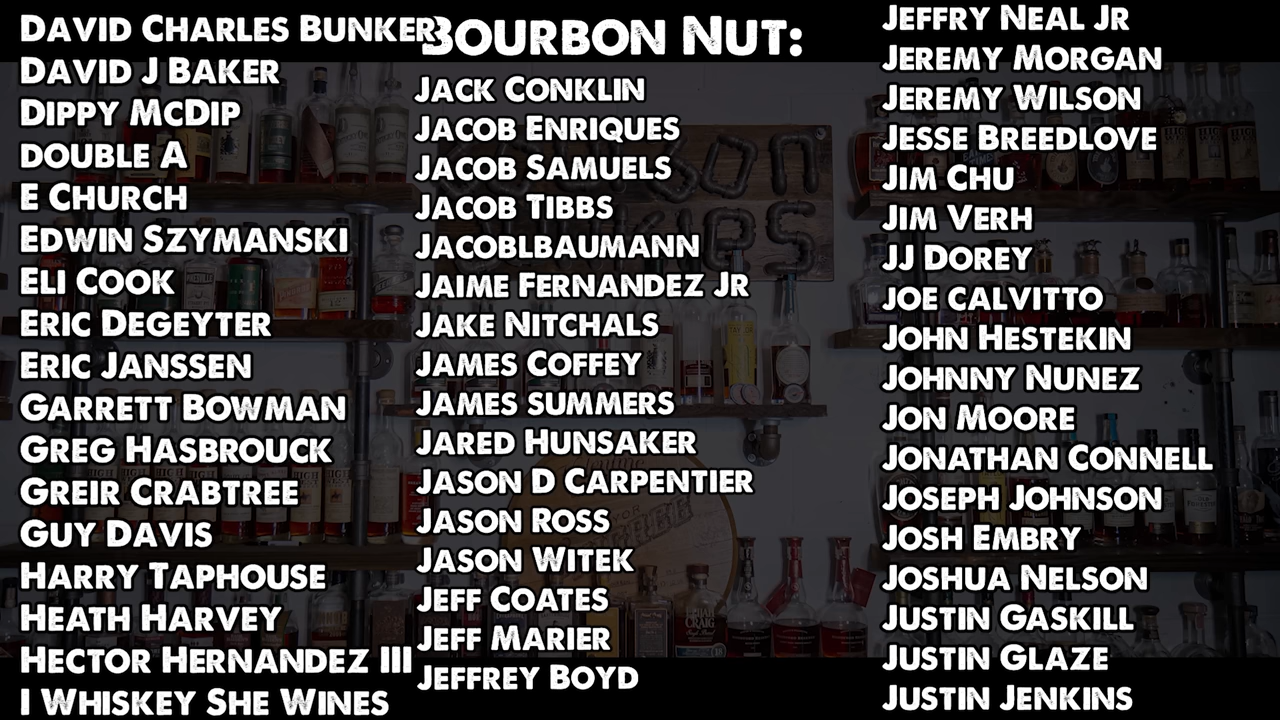 Bourbon Nut:
David Charles Bunker
David J Baker
Dippy McDip
double A
E Church
Edwin Szymanski
Eli Cook
Eric Degeyter
Eric Janssen
Garrett Bowman
Greg Hasbrouck
Greir Crabtree
Guy Davis
Harry Taphouse
Heath Harvey
Hector Hernandez III
I Whiskey She Wines
Jack Conklin
Jacob Enriques
Jacob Samuels
Jacob Tibbs
jacoblbaumann
Jaime Fernandez Jr
Jake Nitchals
James Coffey
James summers
Jared Hunsaker
Jason D Carpentier
Jason Ross
Jason Witek
Jeff Coates
Jeff Marier
Jeffrey Boyd
Jeffry Neal Jr
Jeremy Morgan
Jeremy Wilson
Jesse Breedlove
Jim Chu
Jim Verh
JJ Dorey
joe calvitto
John Hestekin
Johnny Nunez
Jon Moore
Jonathan Connell
Joseph Johnson
Josh Embry
Joshua Nelson
Justin Gaskill
Justin Glaze
Justin Jenkins